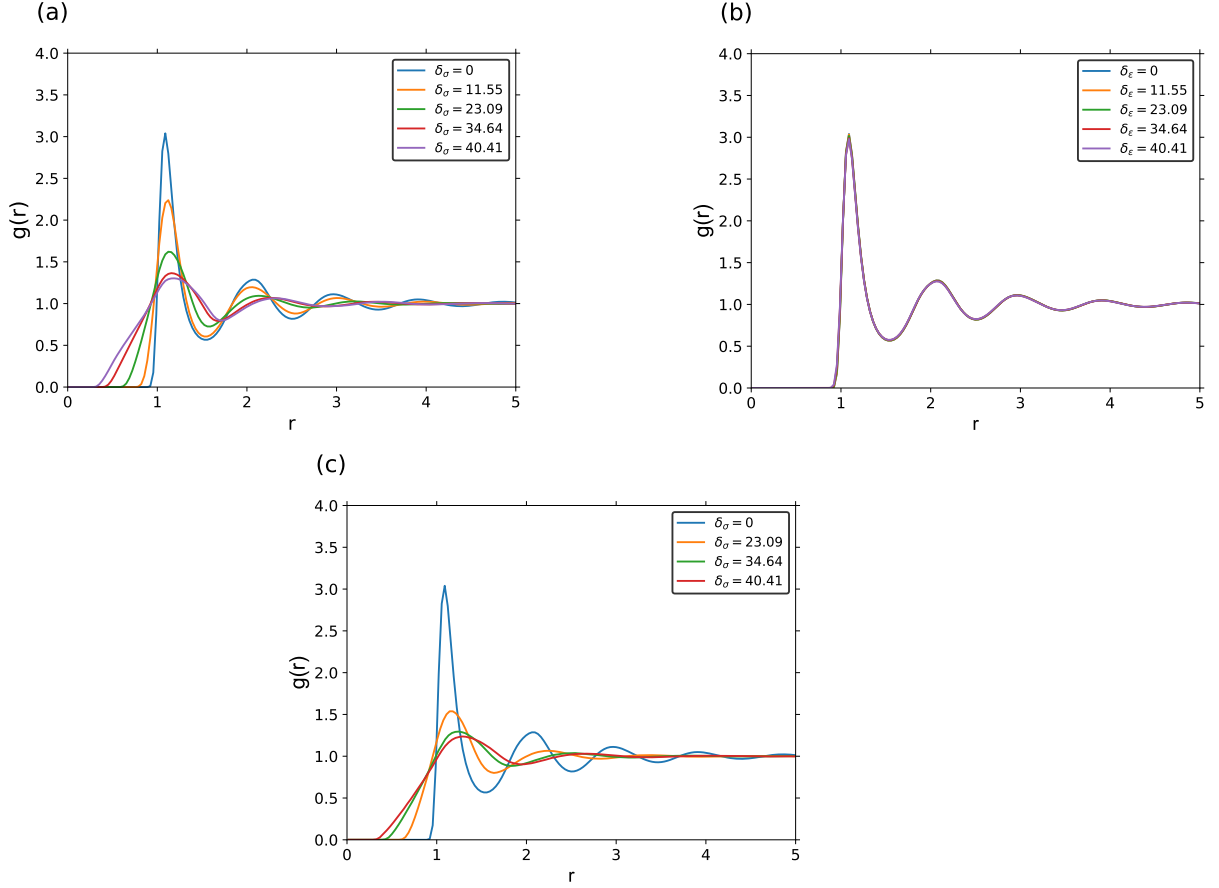 (a)
4.0
3.5
3.0
2.5
2.0
1.5
1.0
0.5
0.0
g(r)
0 1 2 3 4 5
r
δσ = 0
δσ = 11.55
δσ = 23.09
δσ = 34.64
δσ = 40.41
(b)
4.0
3.5
3.0
2.5
2.0
1.5
1.0
0.5
0.0
g(r)
0 1 2 3 4 5
r
δε = 0
δε = 11.55
δε = 23.09
δε = 34.64
δε = 40.41
(c)
4.0
3.5
3.0
2.5
2.0
1.5
1.0
0.5
0.0
g(r)
0 1 2 3 4 5
r
δσ = 0
δσ = 23.09
δσ = 34.64
δσ = 40.41